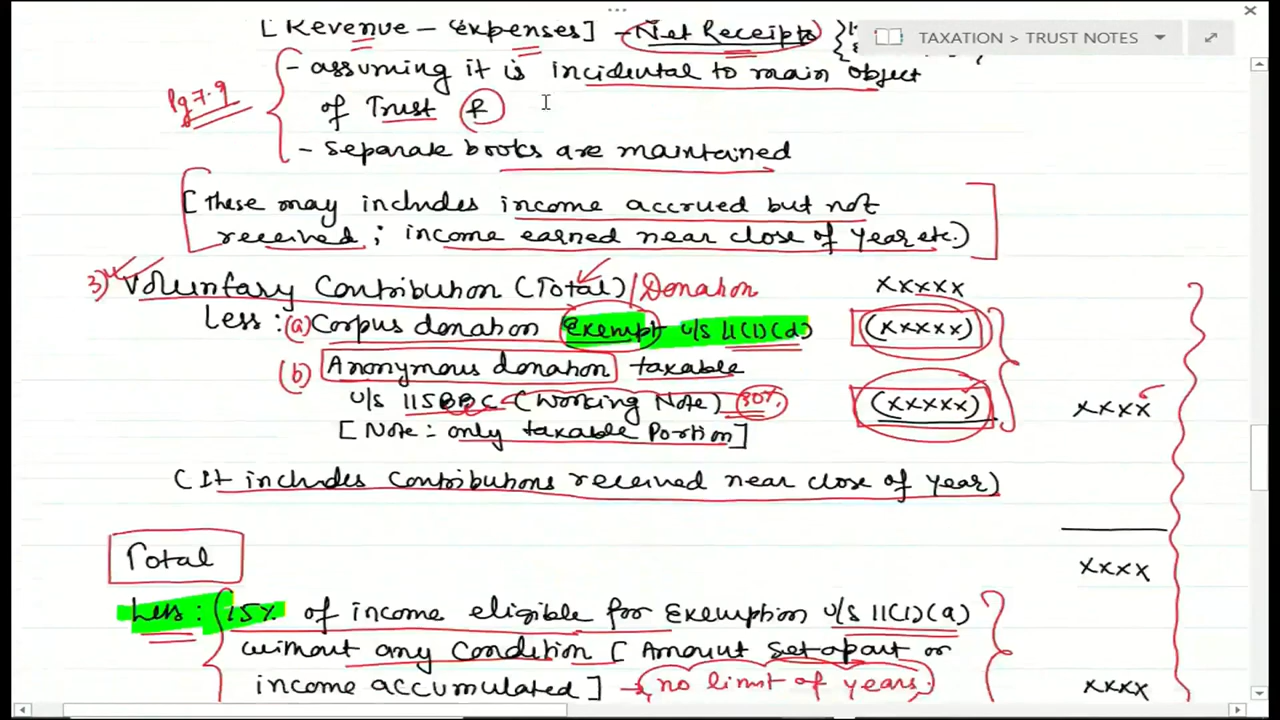 [Revenue - Expenses] - Net Receipts
TAXATION > TRUST NOTES
- assuming it is incidental to main object
Pg 7.9
of Trust &
- Separate books are maintained
[These may includes income accrued but not
received; income earned near close of Year etc.)
3) Voluntary Contribution (Total) / Donation xxxxx
Less: (a) Corpus donation Exempt u/s 11(1)(d) (xxxxx)
(b) Anonymous donation taxable
u/s 115BBC (Working Note) 30% (xxxxx) xxxx
[Note: only taxable Portion]
(It includes Contributions received near close of year)
Total xxxx
Less: 15% of income eligible for Exemption u/s 11(1)(a)
without any Condition [Amount Setapart or
income accumulated] → no limit of years. xxxx